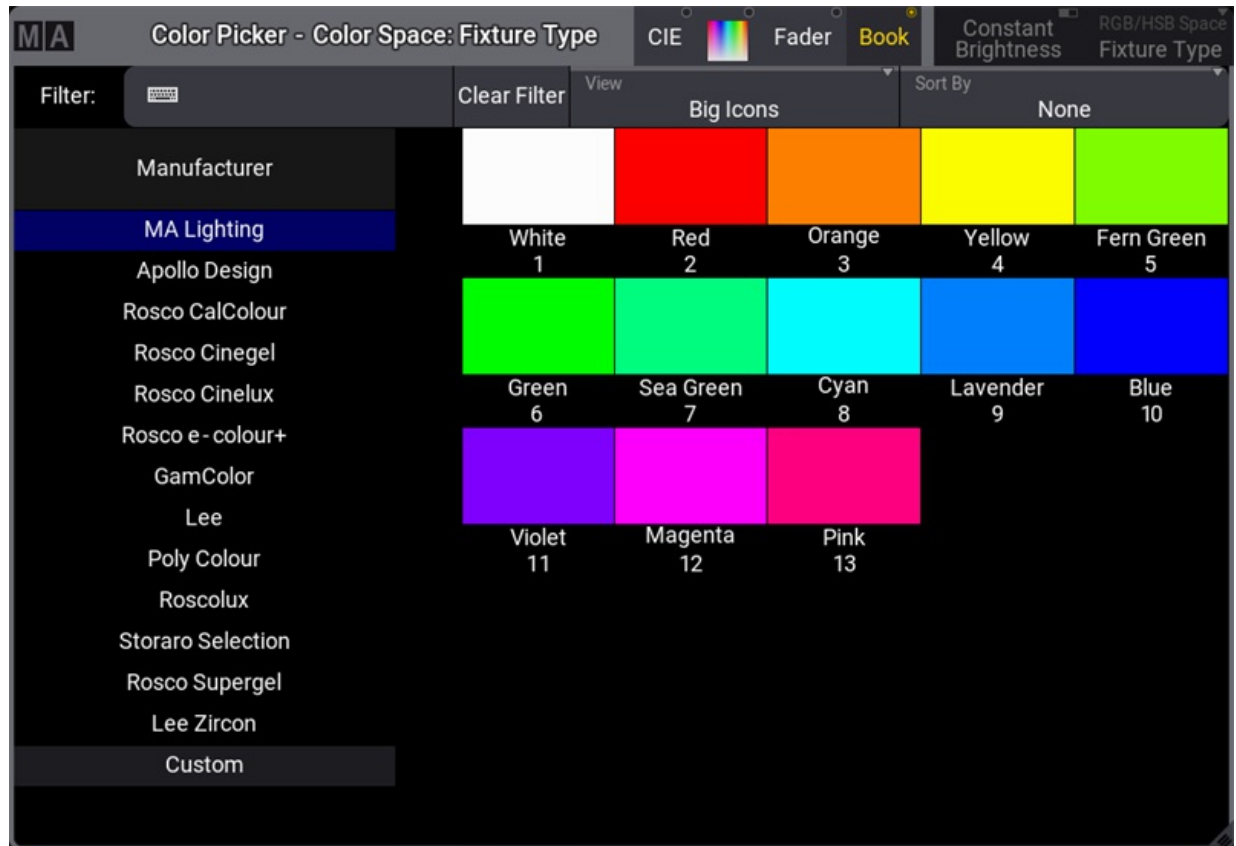 MA Color Picker - Color Space: Fixture Type CIE Fader Book Constant Brightness RGB/HSB Space Fixture Type
Filter: Clear Filter View Big Icons Sort By None
Manufacturer
MA Lighting
Apollo Design
Rosco CalColour
Rosco Cinegel
Rosco Cinelux
Rosco e-colour+
GamColor
Lee
Poly Colour
Roscolux
Storaro Selection
Rosco Supergel
Lee Zircon
Custom
White Red Orange Yellow Fern Green
1 2 3 4 5
Green Sea Green Cyan Lavender Blue
6 7 8 9 10
Violet Magenta Pink
11 12 13